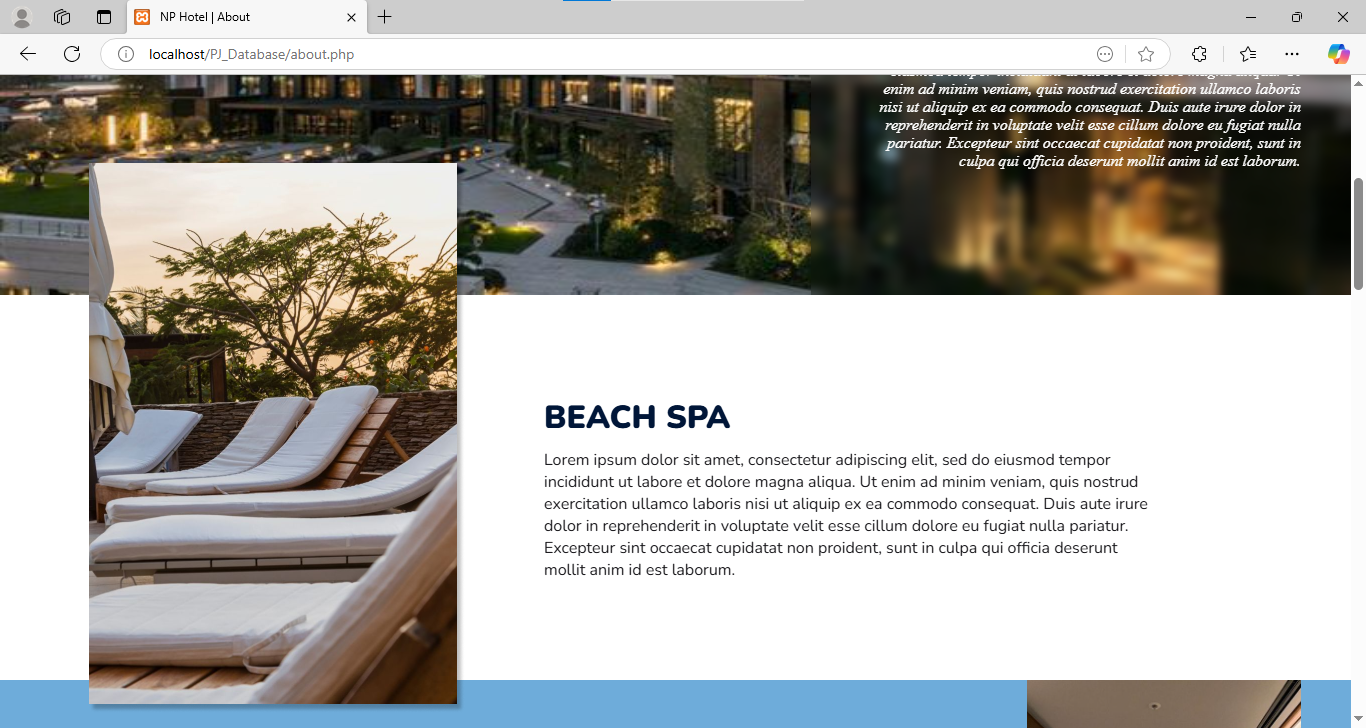 NP Hotel | About
localhost/PJ_Database/about.php
enim ad minim veniam, quis nostrud exercitation ullamco laboris
nisi ut aliquip ex ea commodo consequat. Duis aute irure dolor in
reprehenderit in voluptate velit esse cillum dolore eu fugiat nulla
pariatur. Excepteur sint occaecat cupidatat non proident, sunt in
culpa qui officia deserunt mollit anim id est laborum.
BEACH SPA
Lorem ipsum dolor sit amet, consectetur adipiscing elit, sed do eiusmod tempor
incididunt ut labore et dolore magna aliqua. Ut enim ad minim veniam, quis nostrud
exercitation ullamco laboris nisi ut aliquip ex ea commodo consequat. Duis aute irure
dolor in reprehenderit in voluptate velit esse cillum dolore eu fugiat nulla pariatur.
Excepteur sint occaecat cupidatat non proident, sunt in culpa qui officia deserunt
mollit anim id est laborum.